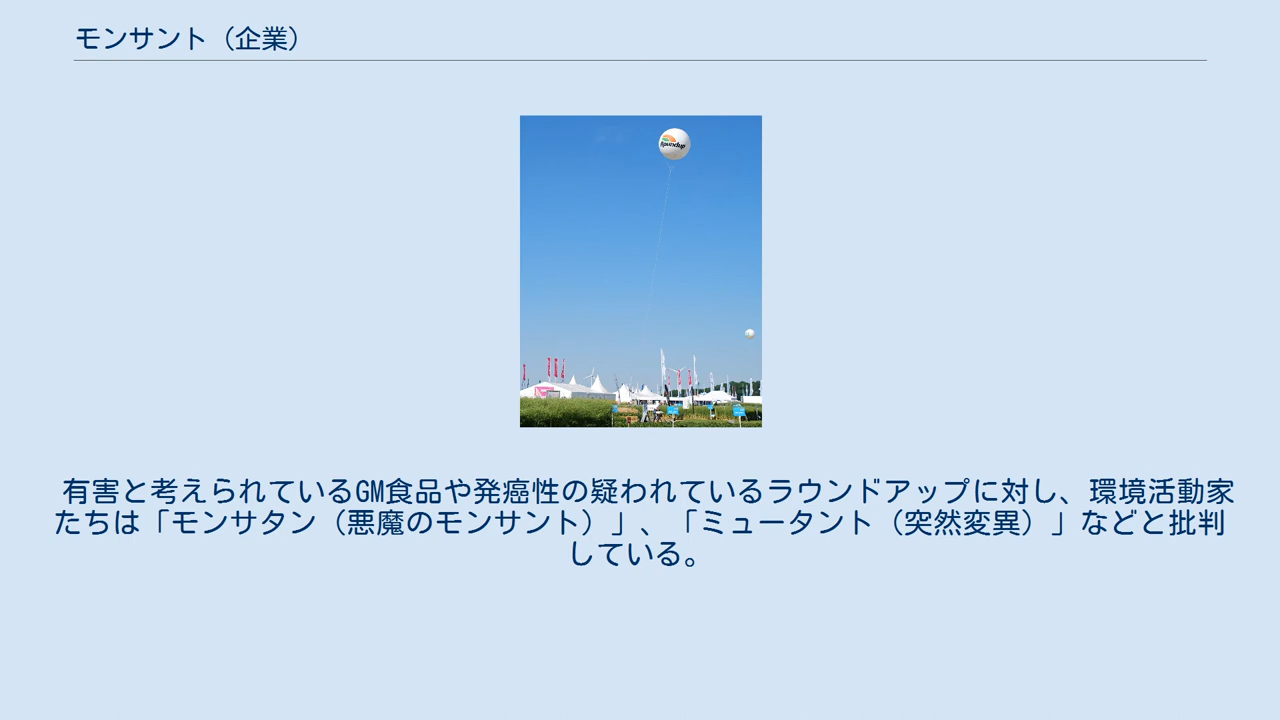 モンサント（企業）
Roundup
有害と考えられているGM食品や発癌性の疑われているラウンドアップに対し、環境活動家
たちは「モンサタン（悪魔のモンサント）」、「ミュータント（突然変異）」などと批判
している。